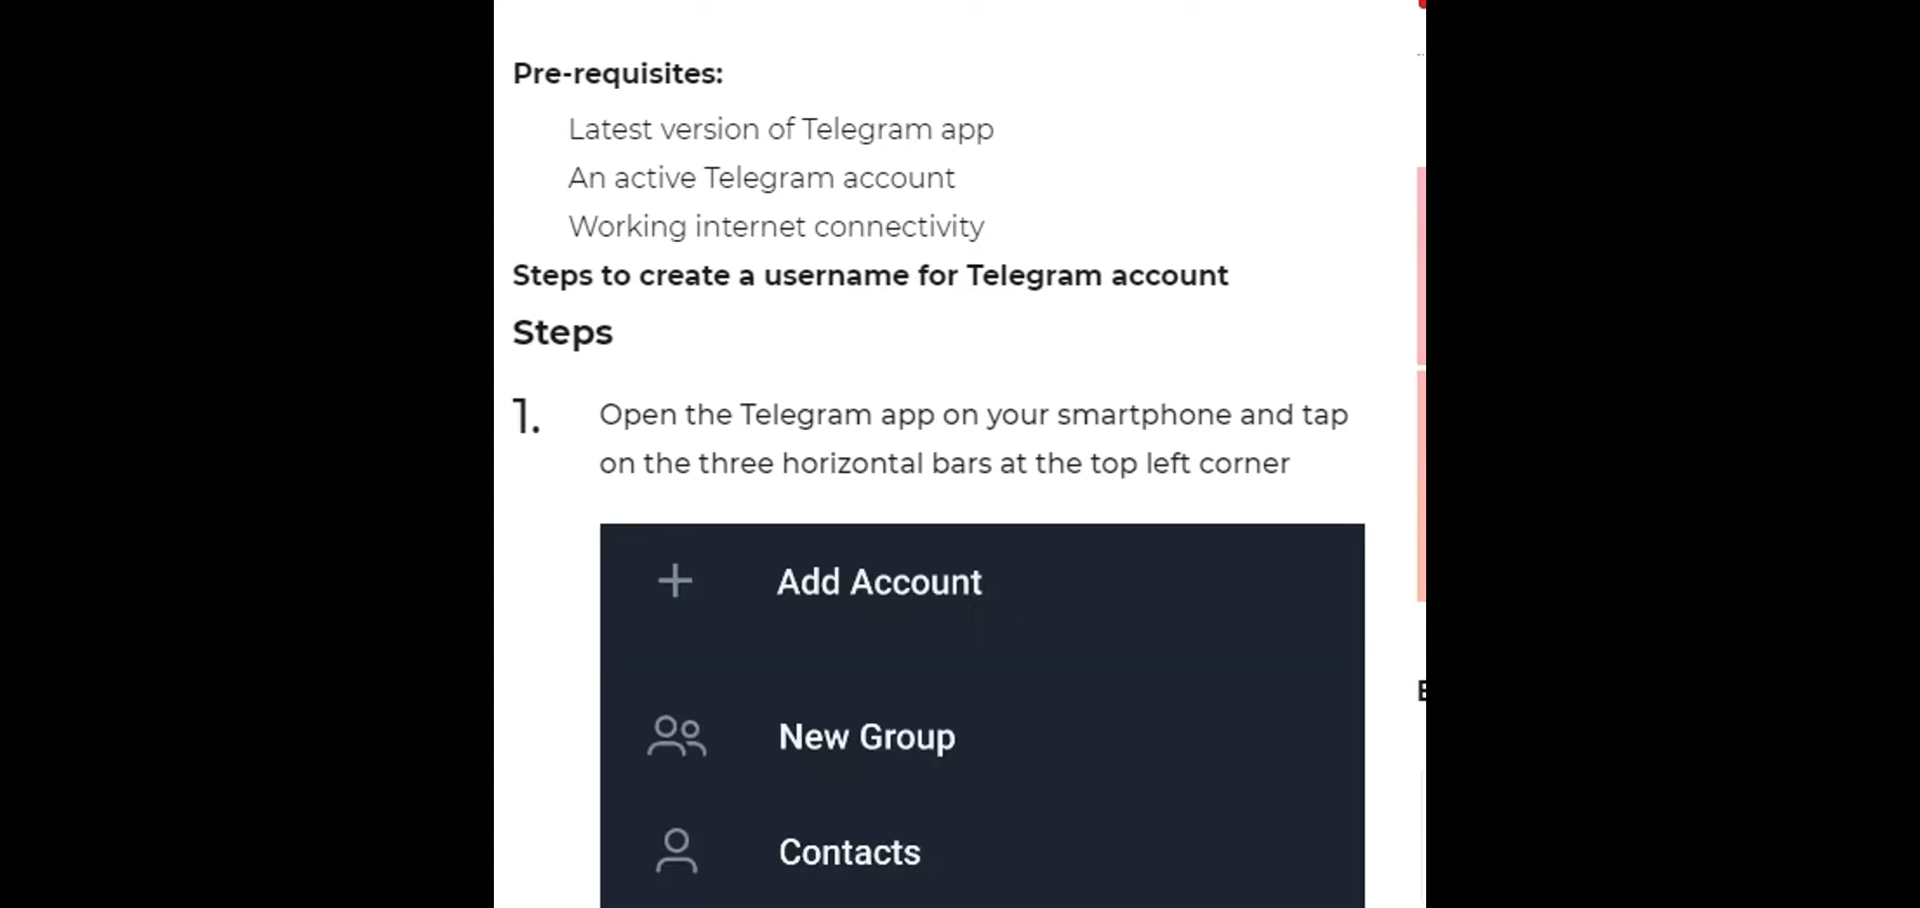 Pre-requisites:
Latest version of Telegram app
An active Telegram account
Working internet connectivity
Steps to create a username for Telegram account
Steps
1. Open the Telegram app on your smartphone and tap
on the three horizontal bars at the top left corner
Add Account
New Group
Contacts